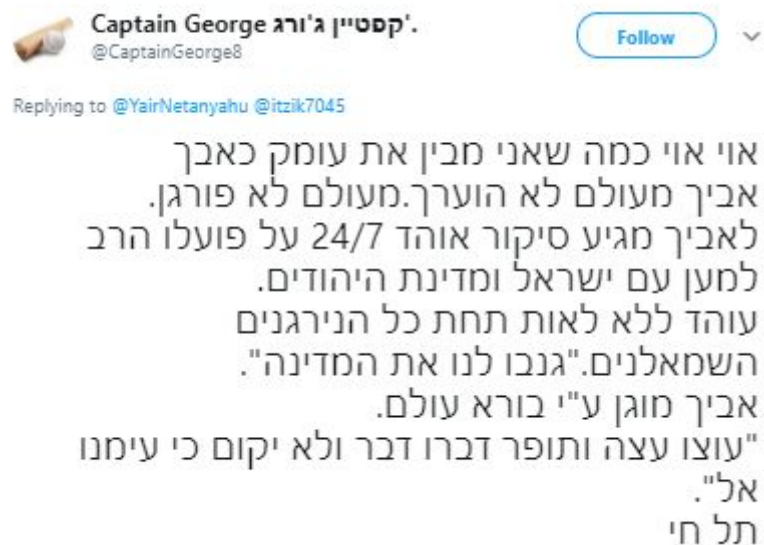 Captain George קפטיין ג'ורג'.
@CaptainGeorge8
Follow
Replying to @YairNetanyahu @itzik7045
אוי אוי כמה שאני מבין את עומק כאבך
אביך מעולם לא הוערך.מעולם לא פורגן.
לאביך מגיע סיקור אוהד 24/7 על פועלו הרב
למען עם ישראל ומדינת היהודים.
עוהד ללא לאות תחת כל הנירגנים
השמאלנים."גנבו לנו את המדינה".
אביך מוגן ע"י בורא עולם.
"עוצו עצה ותופר דברו דבר ולא יקום כי עימנו
אל".
תל חי